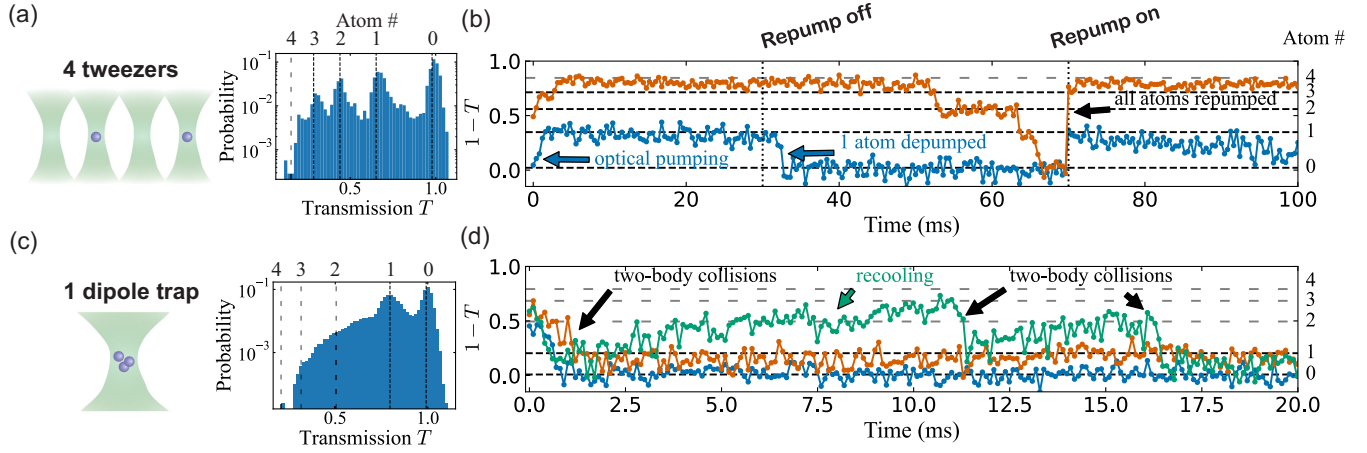 (a)
4 tweezers
Atom #
4 3 2 1 0
Probability
10⁻¹
10⁻²
10⁻³
0.5 1.0
Transmission T
(b)
Repump off
Repump on
Atom #
1 − T
1.0
0.5
0.0
optical pumping
1 atom depumped
all atoms repumped
4
3
2
1
0
0 20 40 60 80 100
Time (ms)
(c)
1 dipole trap
4 3 2 1 0
Probability
10⁻¹
10⁻³
0.5 1.0
Transmission T
(d)
1 − T
1.0
0.5
0.0
two-body collisions
recooling
two-body collisions
4
3
2
1
0
0.0 2.5 5.0 7.5 10.0 12.5 15.0 17.5 20.0
Time (ms)